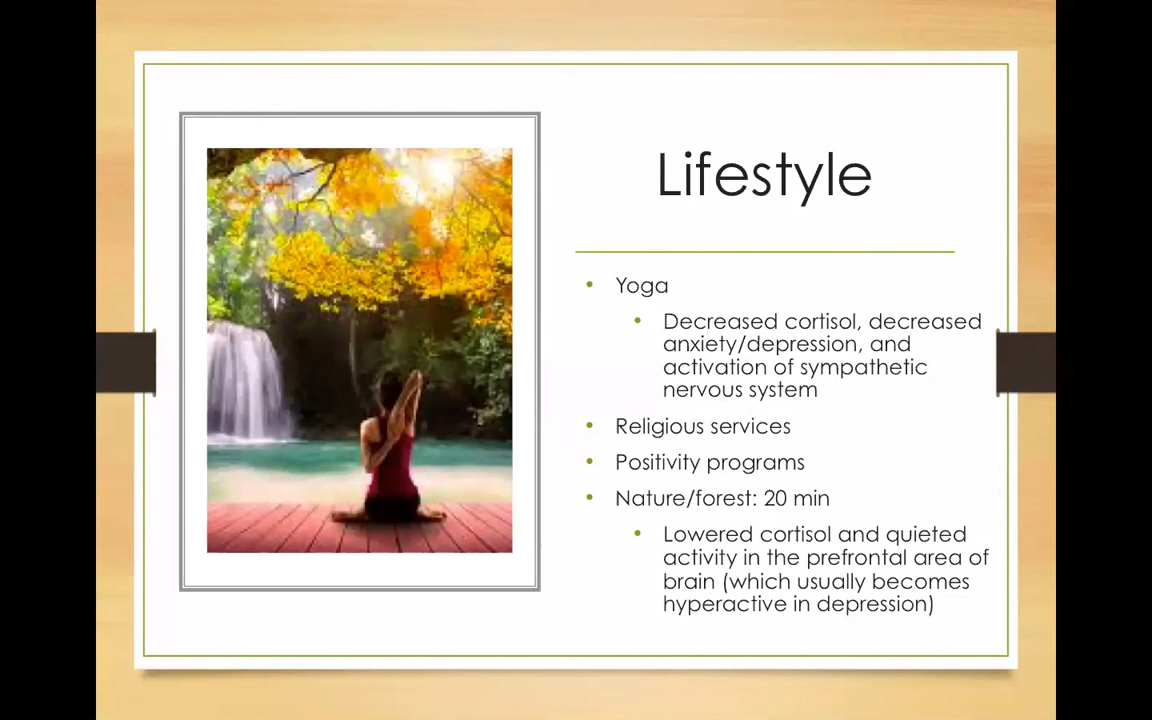 Lifestyle
• Yoga
• Decreased cortisol, decreased
anxiety/depression, and
activation of sympathetic
nervous system
• Religious services
• Positivity programs
• Nature/forest: 20 min
• Lowered cortisol and quieted
activity in the prefrontal area of
brain (which usually becomes
hyperactive in depression)